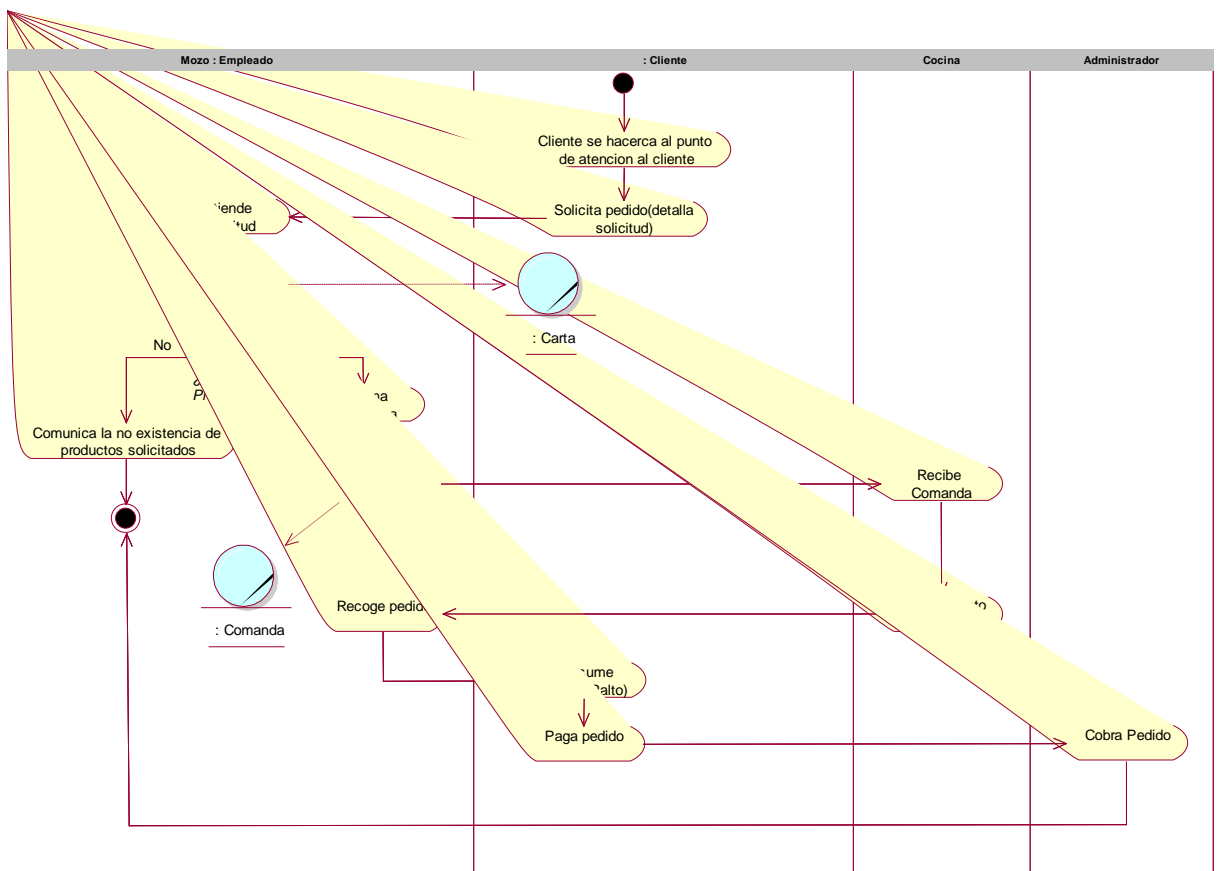 Mozo : Empleado
: Cliente
Cocina
Administrador
Cliente se hacerca al punto
de atencion al cliente
Solicita pedido(detalla
solicitud)
: Carta
No
Comunica la no existencia de
productos solicitados
Recibe
Comanda
Recoge
: Comanda
Paga pedido
Cobra Pedido